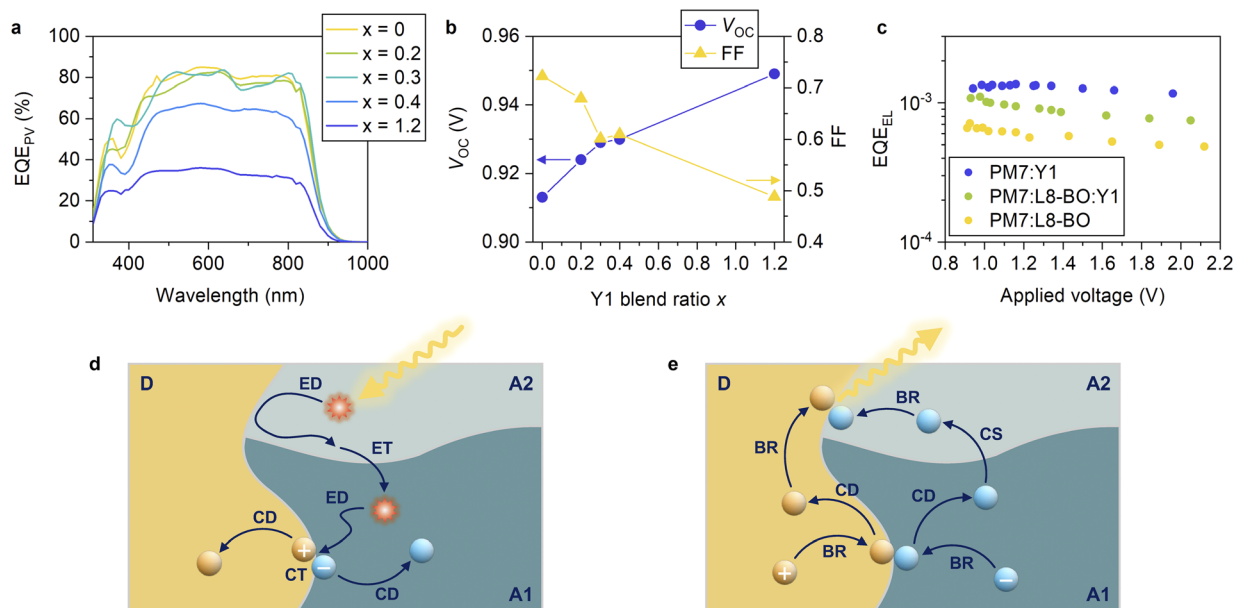 a
100
80
60
40
20
0
EQE_PV (%)
400 600 800 1000
Wavelength (nm)
x = 0
x = 0.2
x = 0.3
x = 0.4
x = 1.2
b
0.96
0.94
0.92
0.90
V_OC (V)
0.0 0.2 0.4 0.6 0.8 1.0 1.2
Y1 blend ratio x
V_OC
FF
0.8
0.7
0.6
0.5
0.4
FF
c
10⁻³
10⁻⁴
EQE_EL
PM7:Y1
PM7:L8-BO:Y1
PM7:L8-BO
0.8 1.0 1.2 1.4 1.6 1.8 2.0 2.2
Applied voltage (V)
d
D
ED
A2
ET
ED
CD
+
CT
−
CD
A1
e
D
A2
BR
BR
CS
CD
CD
BR
+
BR
−
A1